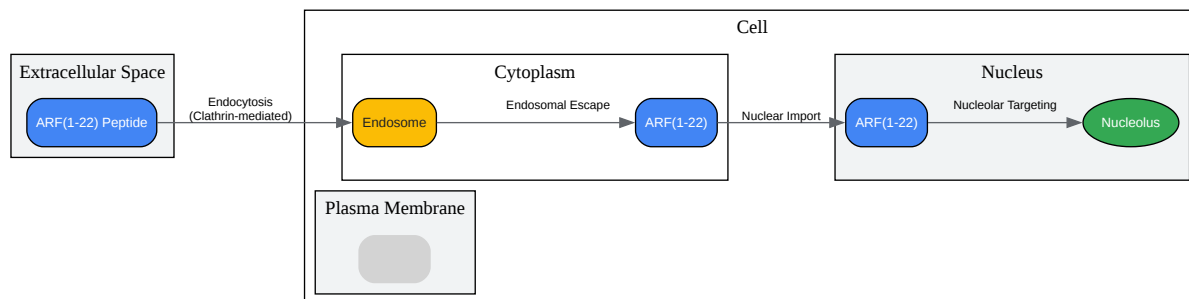 Cell
Extracellular Space
ARF(1-22) Peptide
Endocytosis
(Clathrin-mediated)
Cytoplasm
Endosome
Endosomal Escape
ARF(1-22)
Nuclear Import
Nucleus
ARF(1-22)
Nucleolar Targeting
Nucleolus
Plasma Membrane